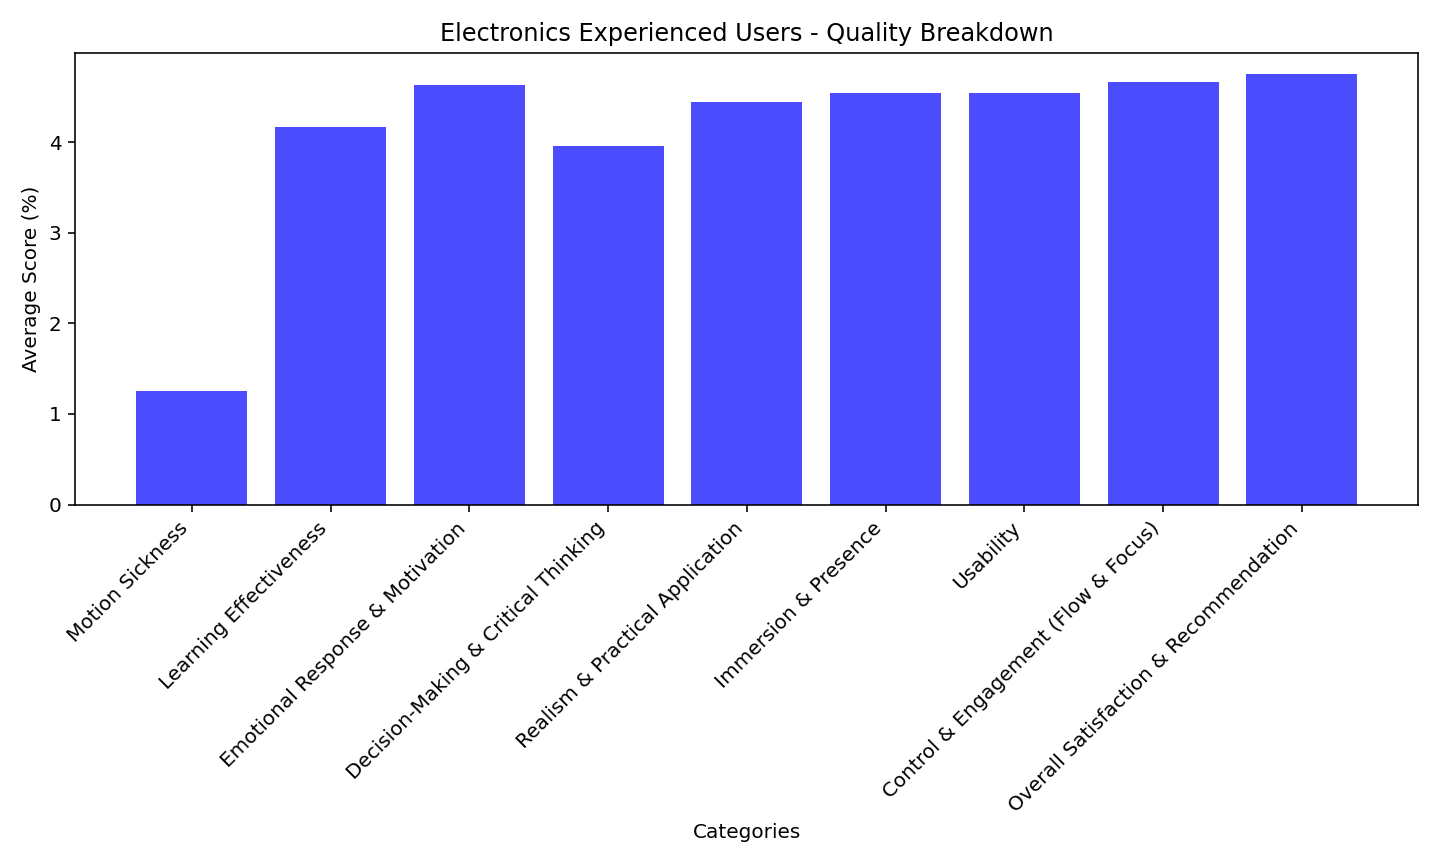 Electronics Experienced Users - Quality Breakdown
Average Score (%)
4
3
2
1
0
Motion Sickness
Learning Effectiveness
Emotional Response & Motivation
Decision-Making & Critical Thinking
Realism & Practical Application
Immersion & Presence
Usability
Control & Engagement (Flow & Focus)
Overall Satisfaction & Recommendation
Categories